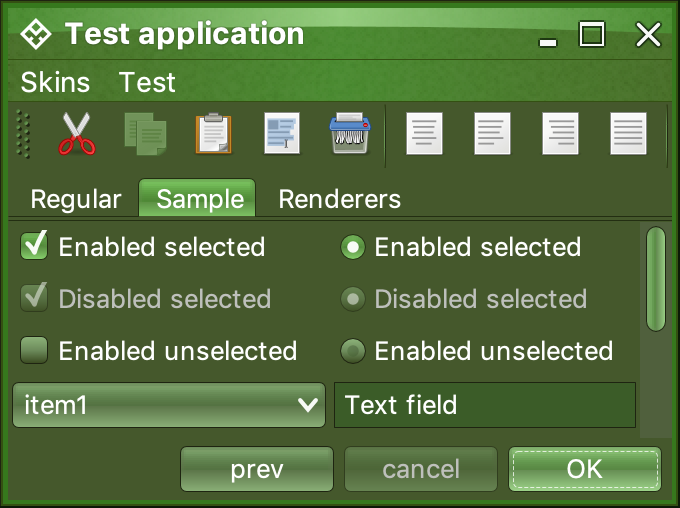 Test application
Skins Test
Regular Sample Renderers
Enabled selected Enabled selected
Disabled selected Disabled selected
Enabled unselected Enabled unselected
item1 Text field
prev cancel OK